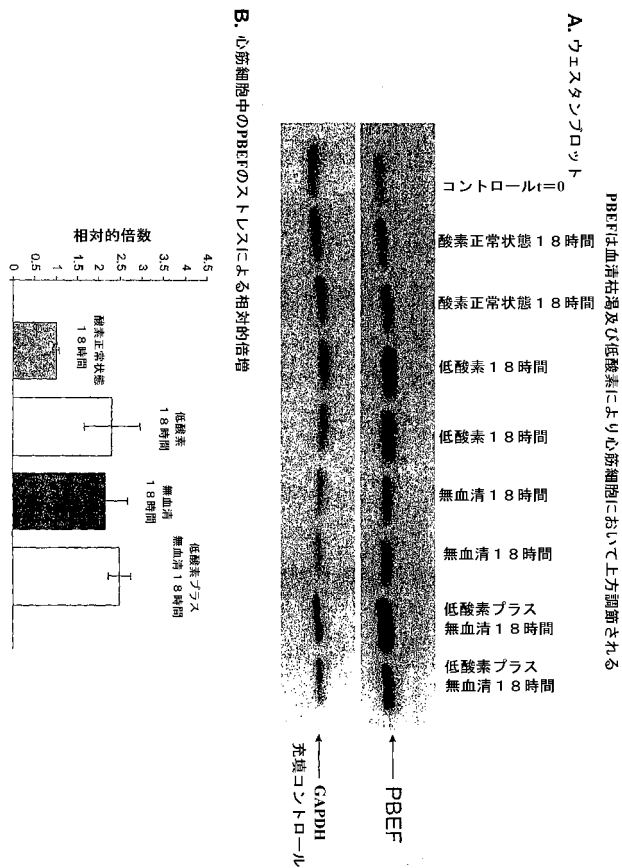 PBEFは血清枯渇及び低酸素により心筋細胞において上方調節される
A. ウェスタンブロット
コントロールt=0
酸素正常状態18時間
酸素正常状態18時間
低酸素18時間
低酸素18時間
無血清18時間
無血清18時間
低酸素プラス
無血清18時間
低酸素プラス
無血清18時間
PBEF
GAPDH
充填コントロール
B. 心筋細胞中のPBEFのストレスによる相対的倍増
相対的倍数
4.5
4
3.5
3
2.5
2
1.5
1
0.5
0
酸素正常状態
18時間
低酸素
18時間
無血清
18時間
低酸素プラス
無血清18時間